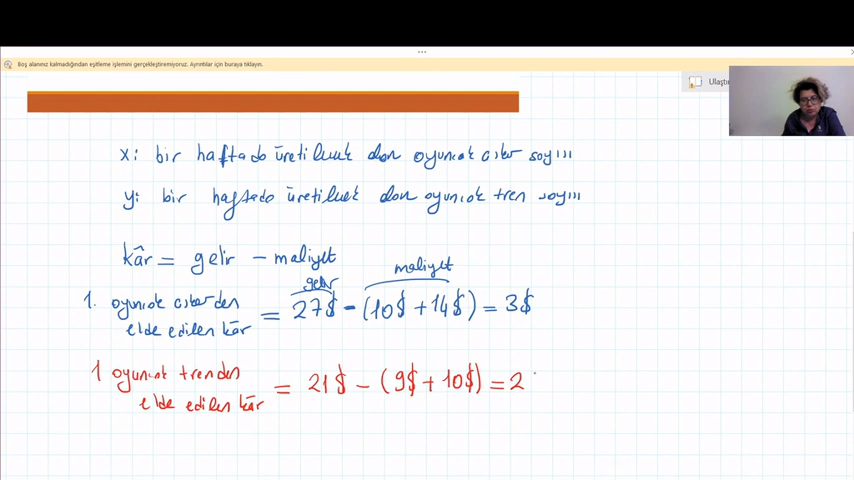 Boş alanınız kalmadığından eşitleme işlemini gerçekleştiremiyoruz. Ayrıntılar için buraya tıklayın.
Ulaştır
x: bir haftada üretilecek olan oyuncak asker sayısı
y: bir haftada üretilecek olan oyuncak tren sayısı
kâr = gelir - maliyet
gelir maliyet
1. oyuncak askerden
elde edilen kâr = 27$ - (10$ + 14$) = 3$
1 oyuncak trenden
elde edilen kâr = 21$ - (9$ + 10$) = 2